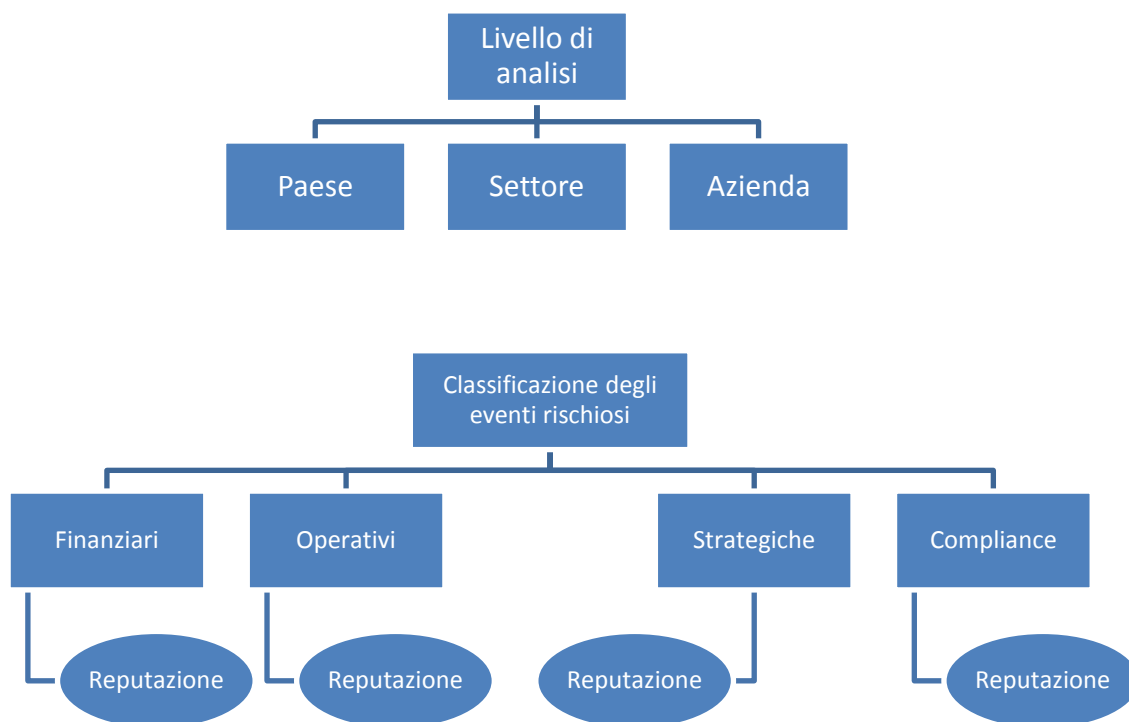 Livello di
analisi
Paese
Settore
Azienda
Classificazione degli
eventi rischiosi
Finanziari
Operativi
Strategiche
Compliance
Reputazione
Reputazione
Reputazione
Reputazione